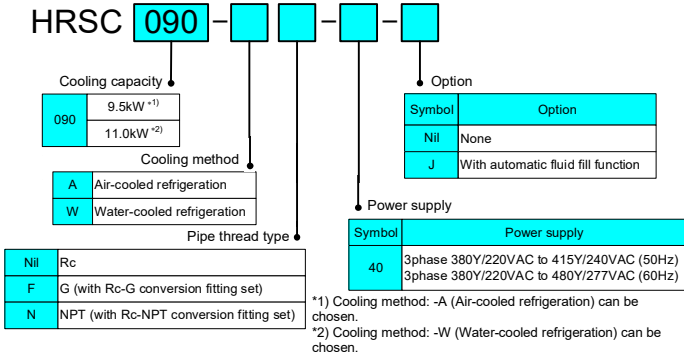 HRSC 090 - - -
Cooling capacity
090
9.5kW *1)
11.0kW *2)
Cooling method
A Air-cooled refrigeration
W Water-cooled refrigeration
Pipe thread type
Nil Rc
F G (with Rc-G conversion fitting set)
N NPT (with Rc-NPT conversion fitting set)
Option
Symbol Option
Nil None
J With automatic fluid fill function
Power supply
Symbol Power supply
40
3phase 380Y/220VAC to 415Y/240VAC (50Hz)
3phase 380Y/220VAC to 480Y/277VAC (60Hz)
*1) Cooling method: -A (Air-cooled refrigeration) can be
chosen.
*2) Cooling method: -W (Water-cooled refrigeration) can be
chosen.